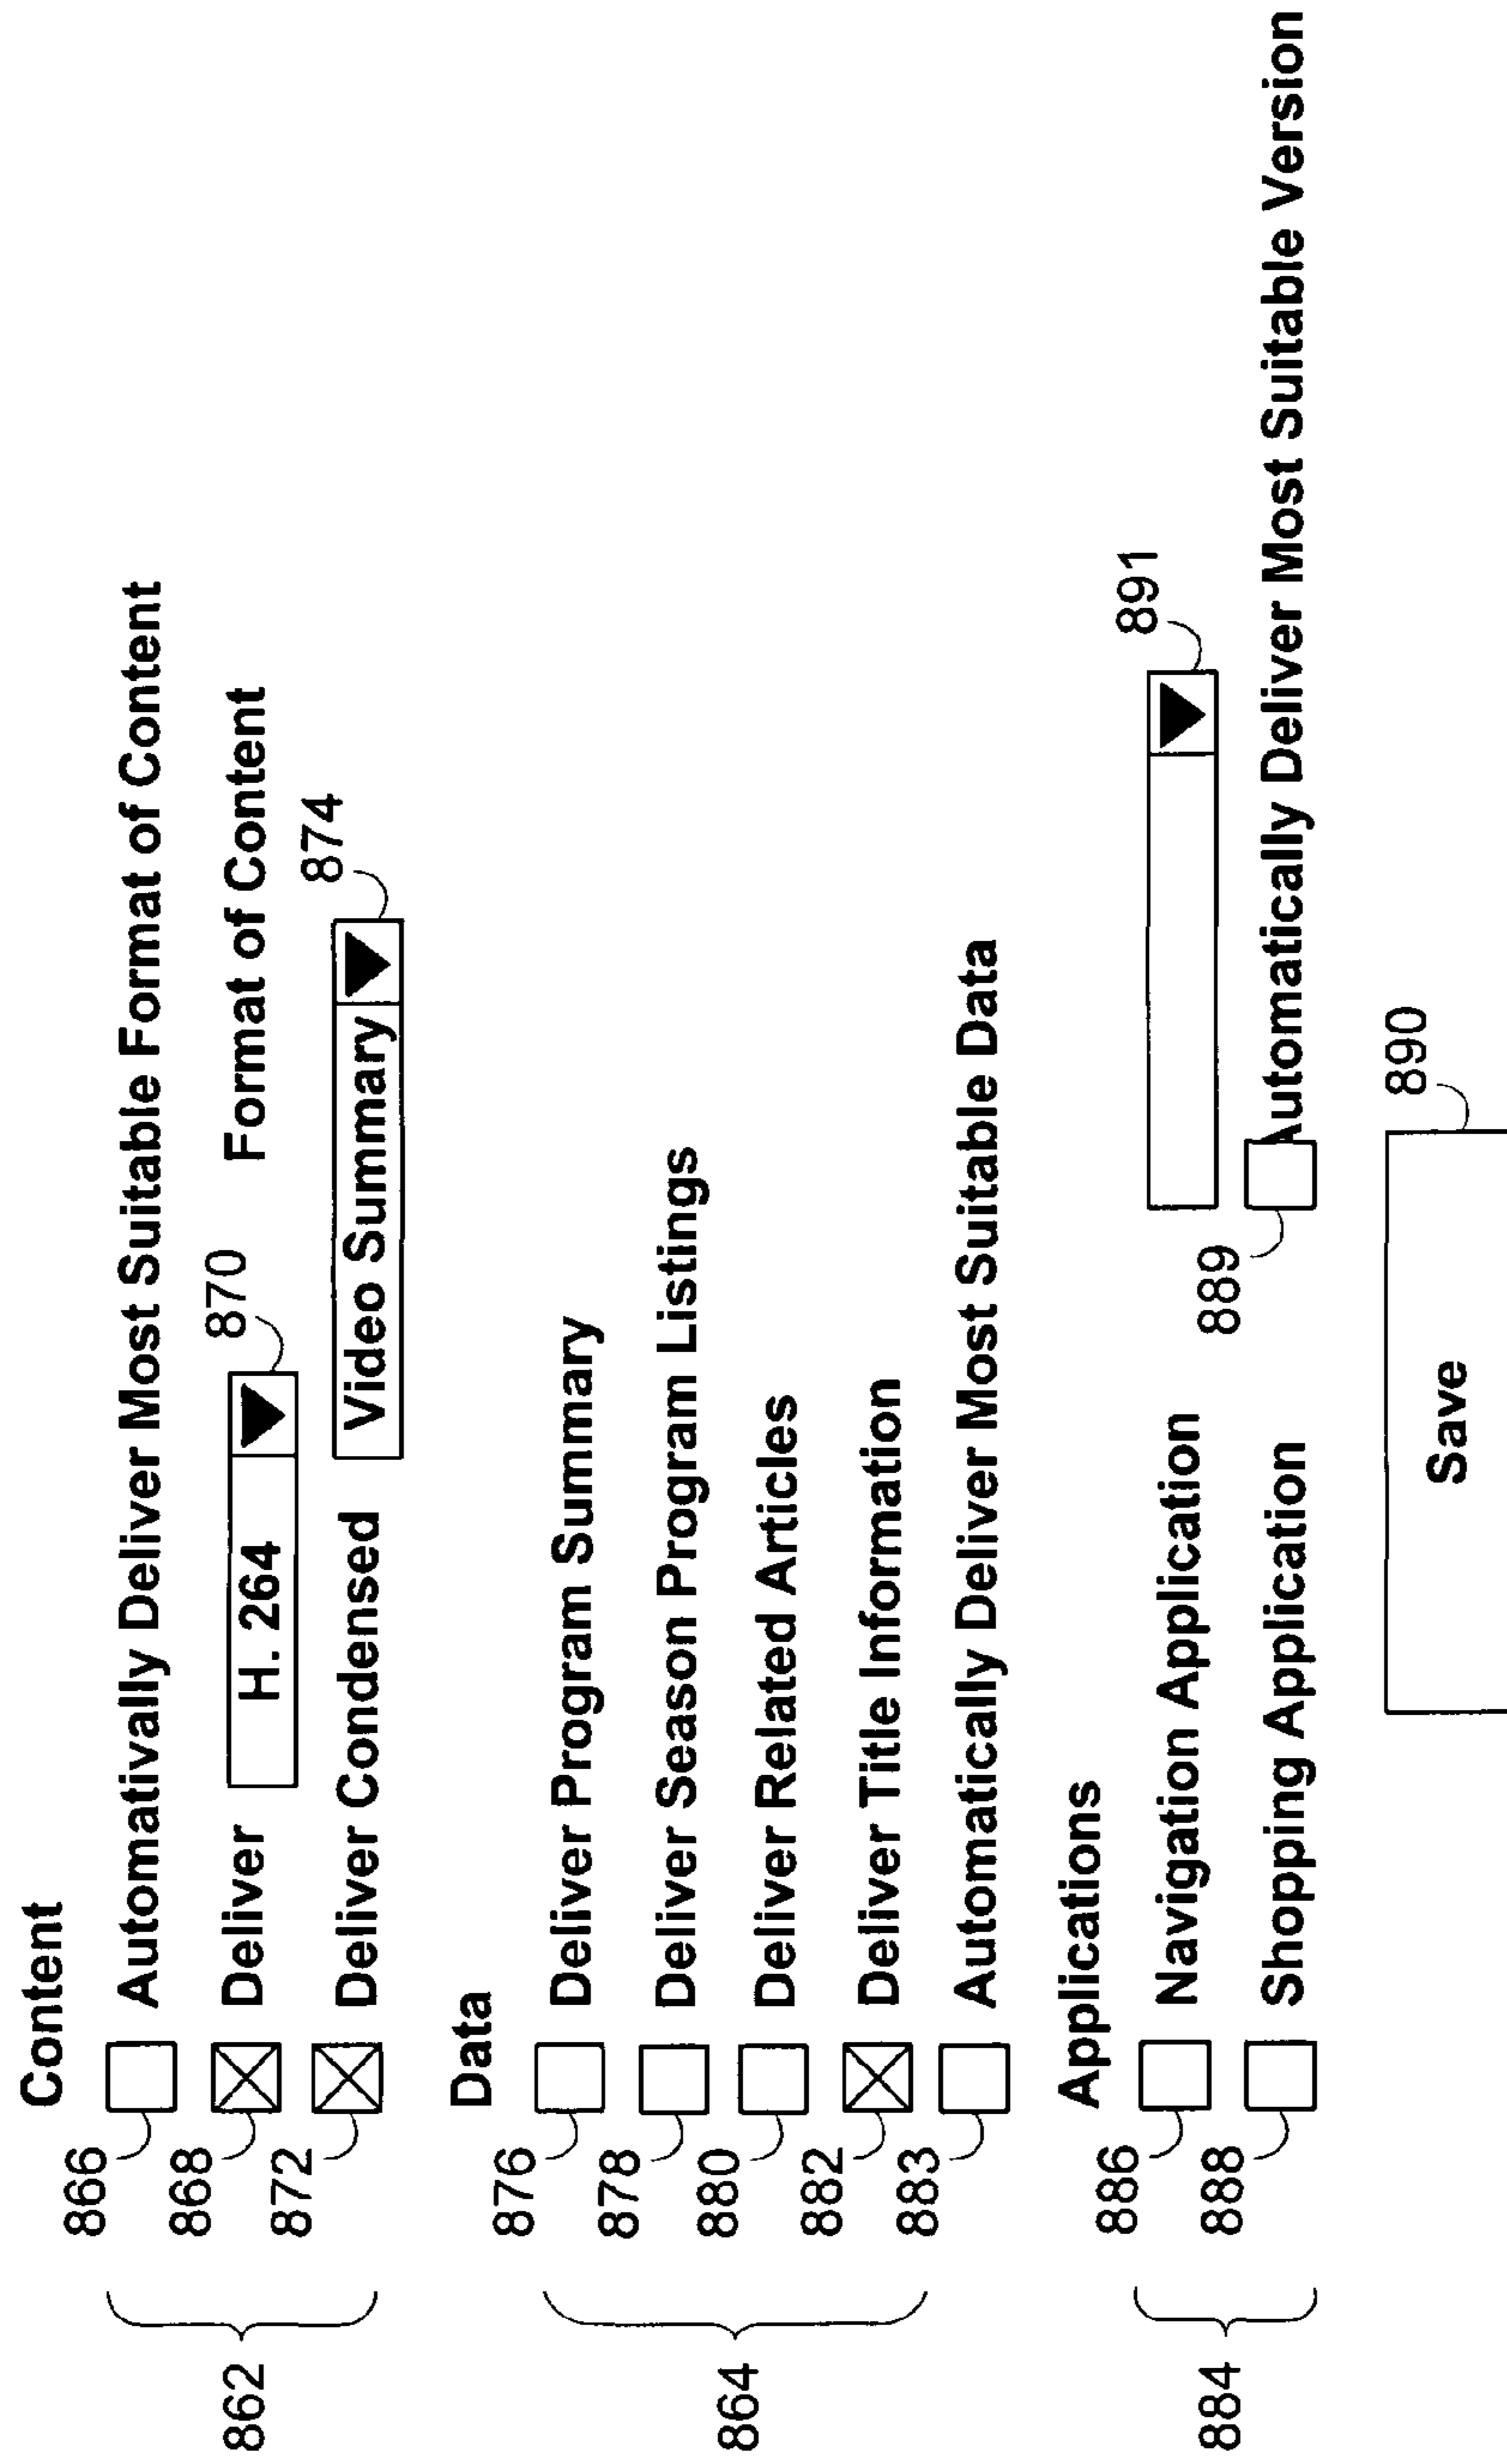 Content
866 Automativally Deliver Most Suitable Format of Content
868 Deliver H. 264 870 Format of Content
862
872 Deliver Condensed Video Summary 874
Data
876 Deliver Program Summary
878 Deliver Season Program Listings
864
880 Deliver Related Articles
882 Deliver Title Information
883 Automatically Deliver Most Suitable Data
Applications
886 Navigation Application 891
884
888 Shopping Application 889 Automatically Deliver Most Suitable Version
Save 890